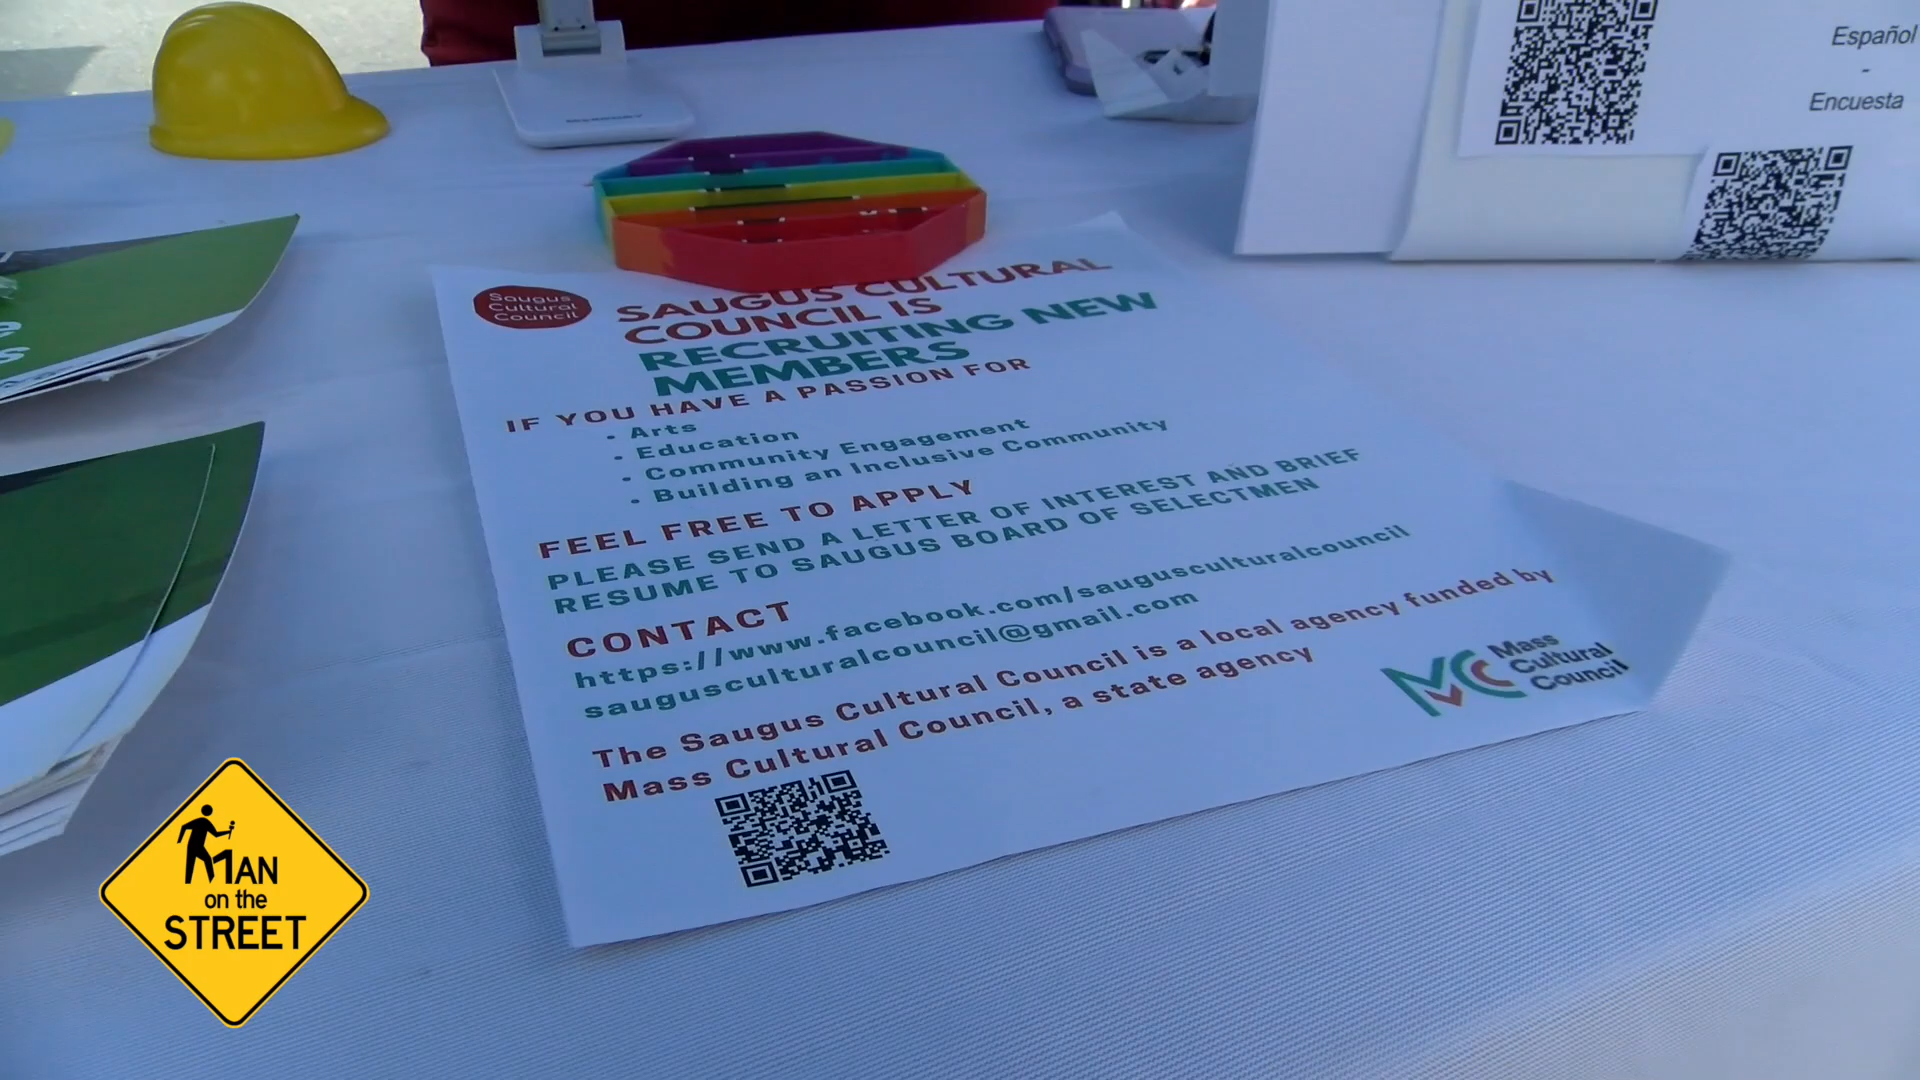 Español
-
Encuesta
Saugus
Cultural
Council
SAUGUS CULTURAL
COUNCIL IS
RECRUITING NEW
MEMBERS
IF YOU HAVE A PASSION FOR
• Arts
• Education
• Community Engagement
• Building an Inclusive Community
FEEL FREE TO APPLY
PLEASE SEND A LETTER OF INTEREST AND BRIEF
RESUME TO SAUGUS BOARD OF SELECTMEN
CONTACT
https://www.facebook.com/saugusculturalcouncil
saugusculturalcouncil@gmail.com
The Saugus Cultural Council is a local agency funded by
Mass Cultural Council, a state agency
MCC
Mass
Cultural
Council
MAN
on the
STREET